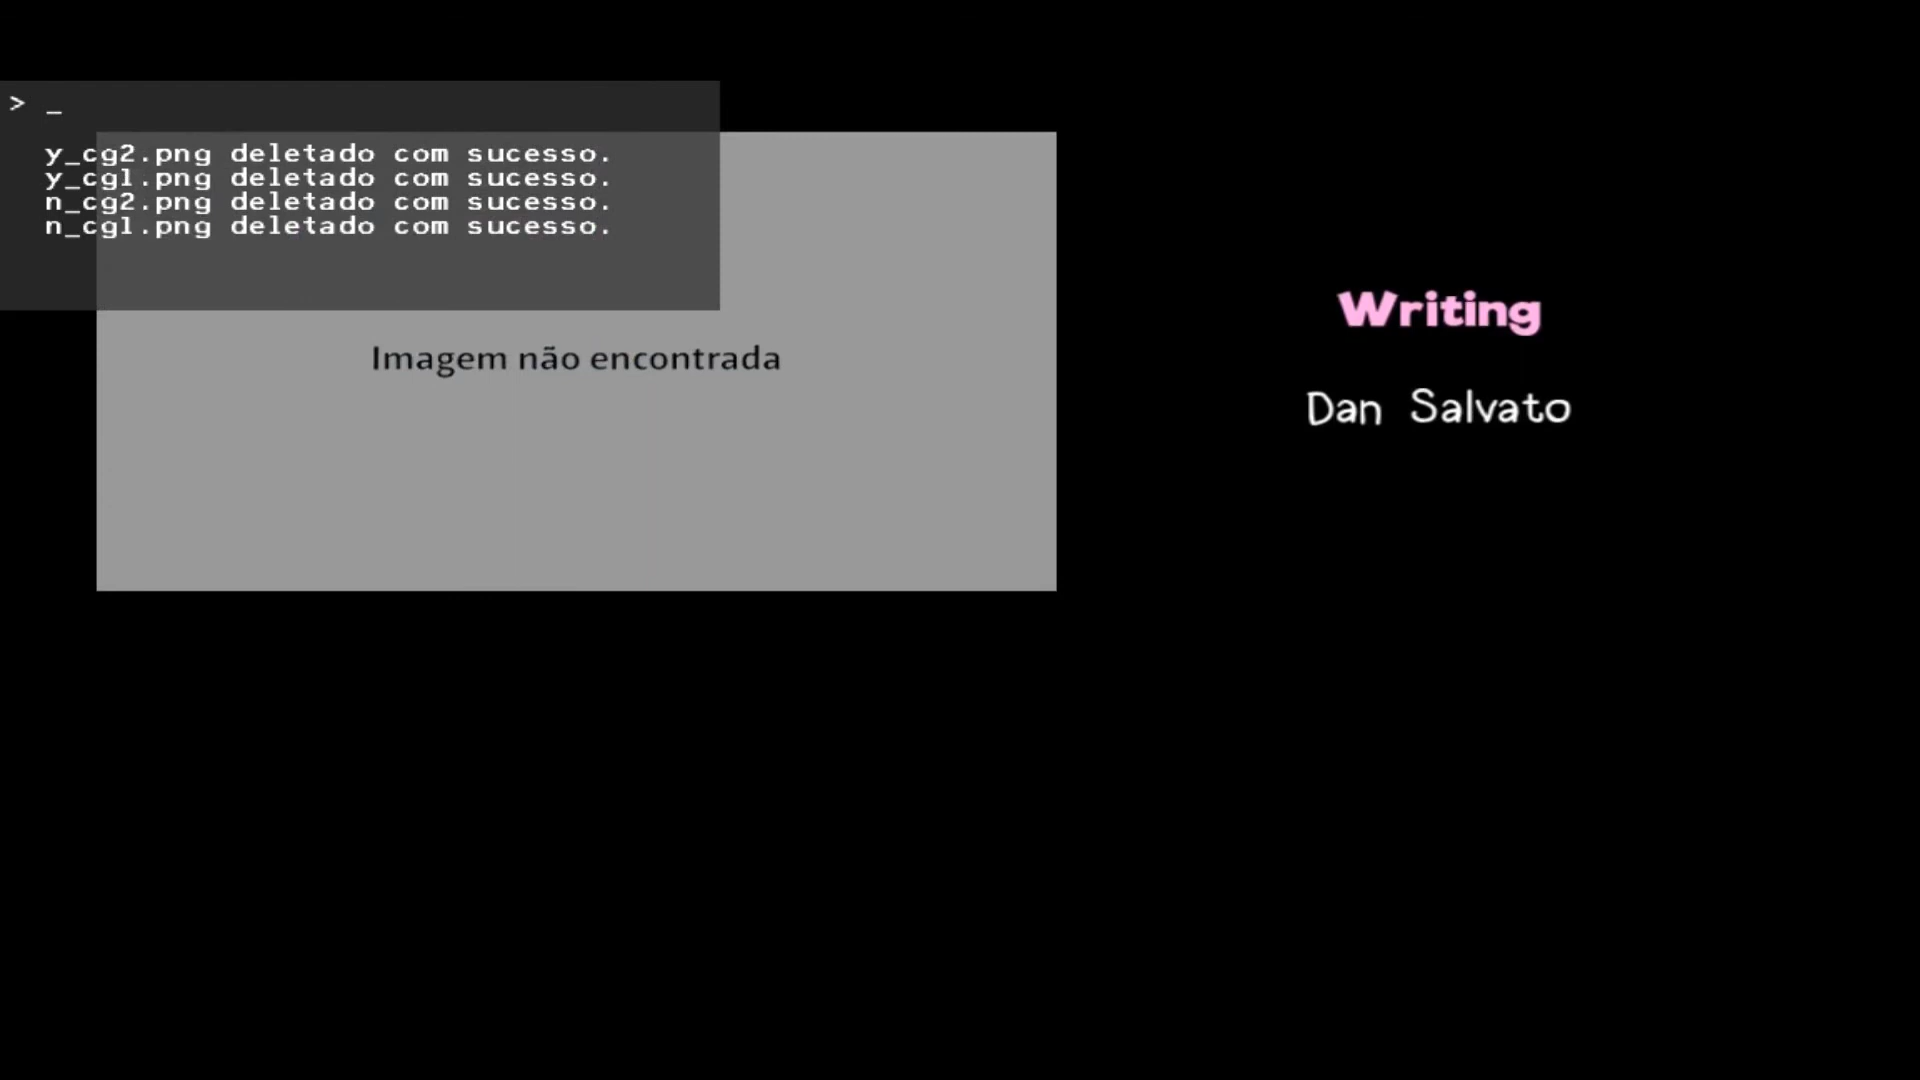 > _
y_cg2.png deletado com sucesso.
y_cg1.png deletado com sucesso.
n_cg2.png deletado com sucesso.
n_cg1.png deletado com sucesso.
Imagem não encontrada
Writing
Dan Salvato